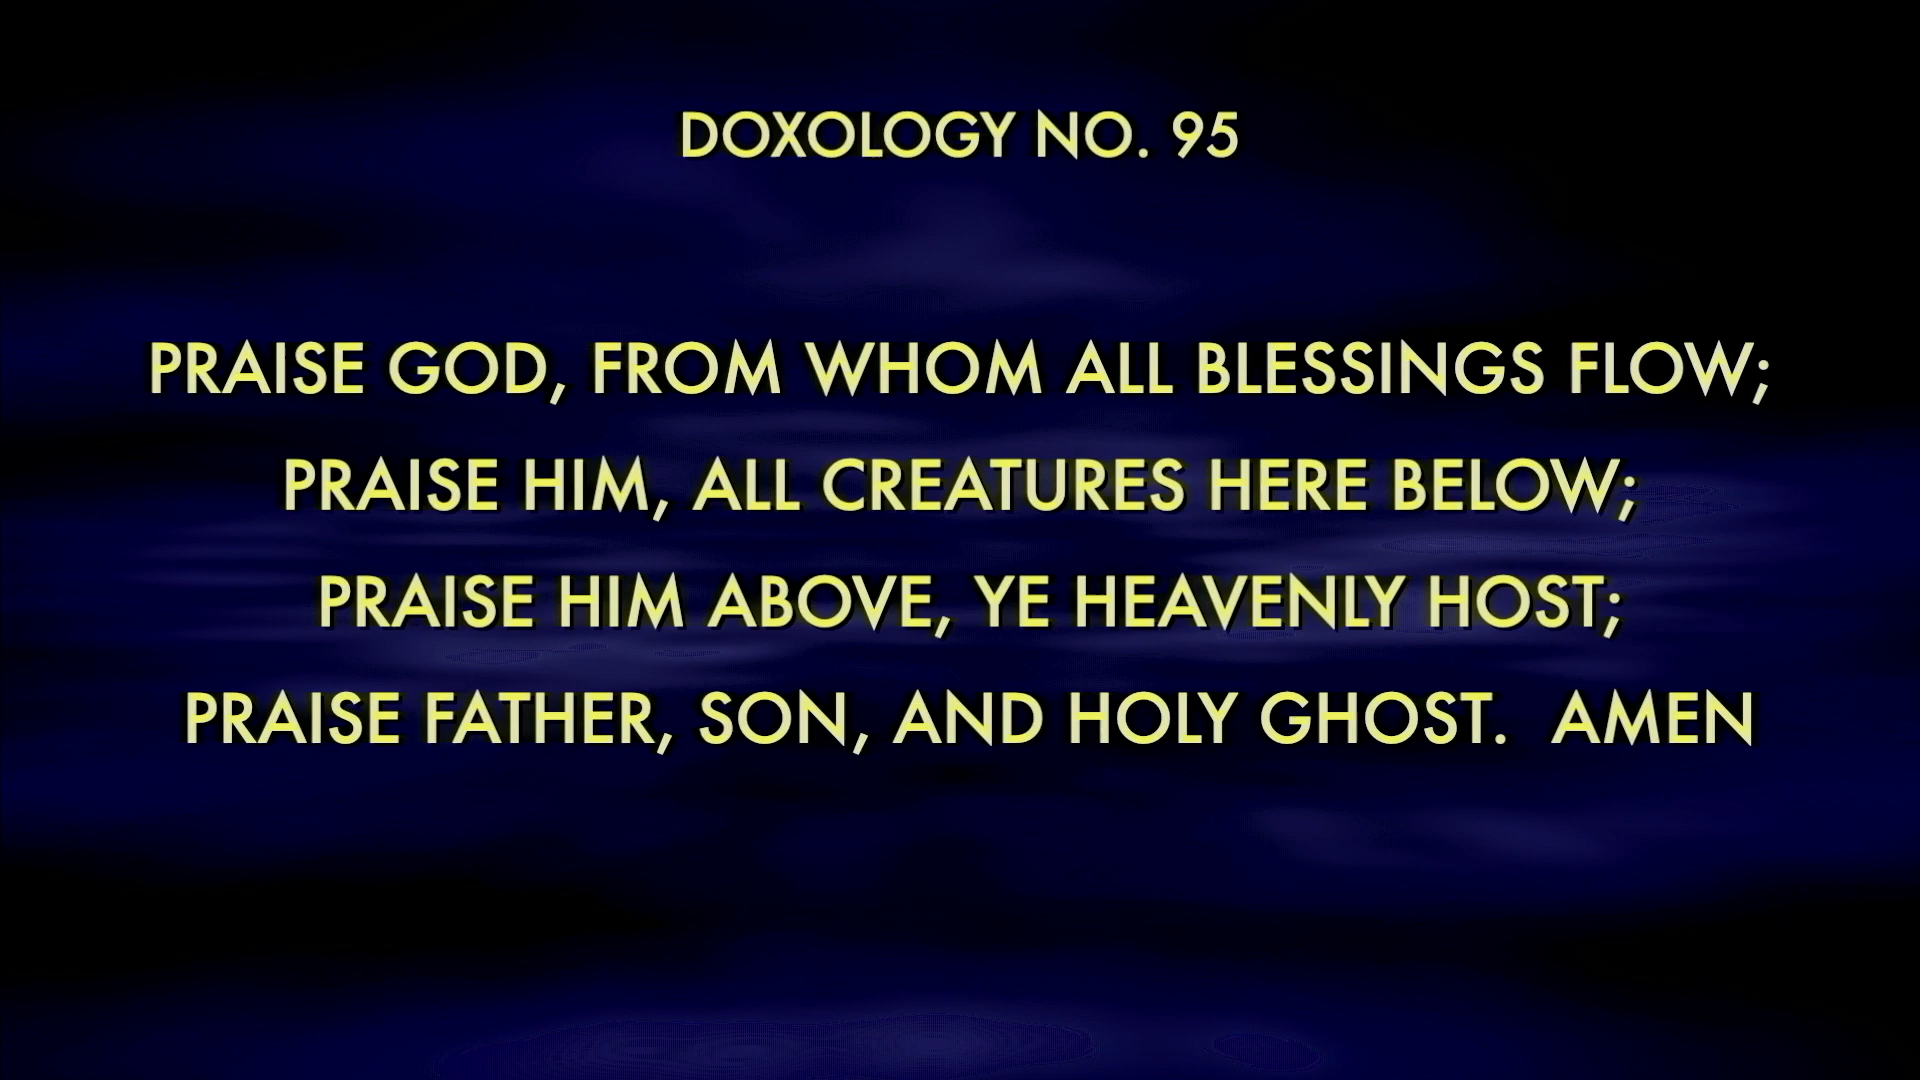 DOXOLOGY NO. 95
PRAISE GOD, FROM WHOM ALL BLESSINGS FLOW;
PRAISE HIM, ALL CREATURES HERE BELOW;
PRAISE HIM ABOVE, YE HEAVENLY HOST;
PRAISE FATHER, SON, AND HOLY GHOST.  AMEN